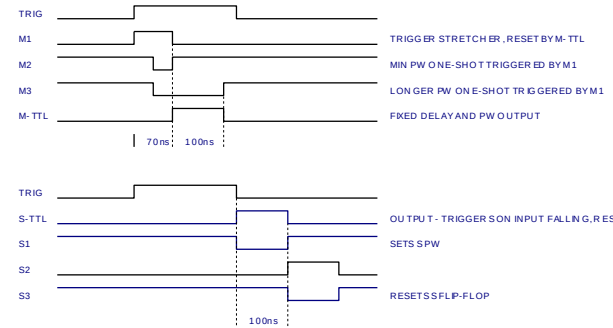 TRIG
M1 TRIGGER STRETCHER, RESET BY M-TTL
M2 MIN PW ONE-SHOT TRIGGERED BY M1
M3 LONGER PW ONE-SHOT TRIGGERED BY M1
M-TTL FIXED DELAY AND PW OUTPUT
70ns 100ns
TRIG
S-TTL OUTPUT - TRIGGERS ON INPUT FALLING, RES
S1 SETS S PW
S2
S3 RESETS S FLIP-FLOP
100ns